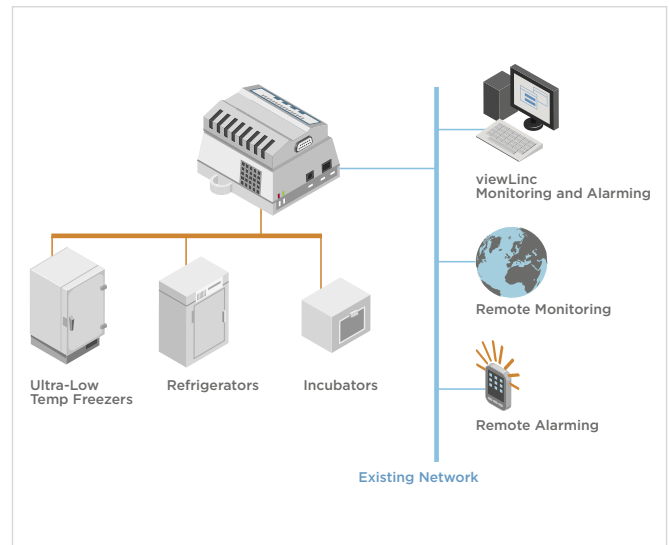 viewLinc
Monitoring and Alarming
Remote Monitoring
Ultra-Low
Temp Freezers
Refrigerators
Incubators
Remote Alarming
Existing Network